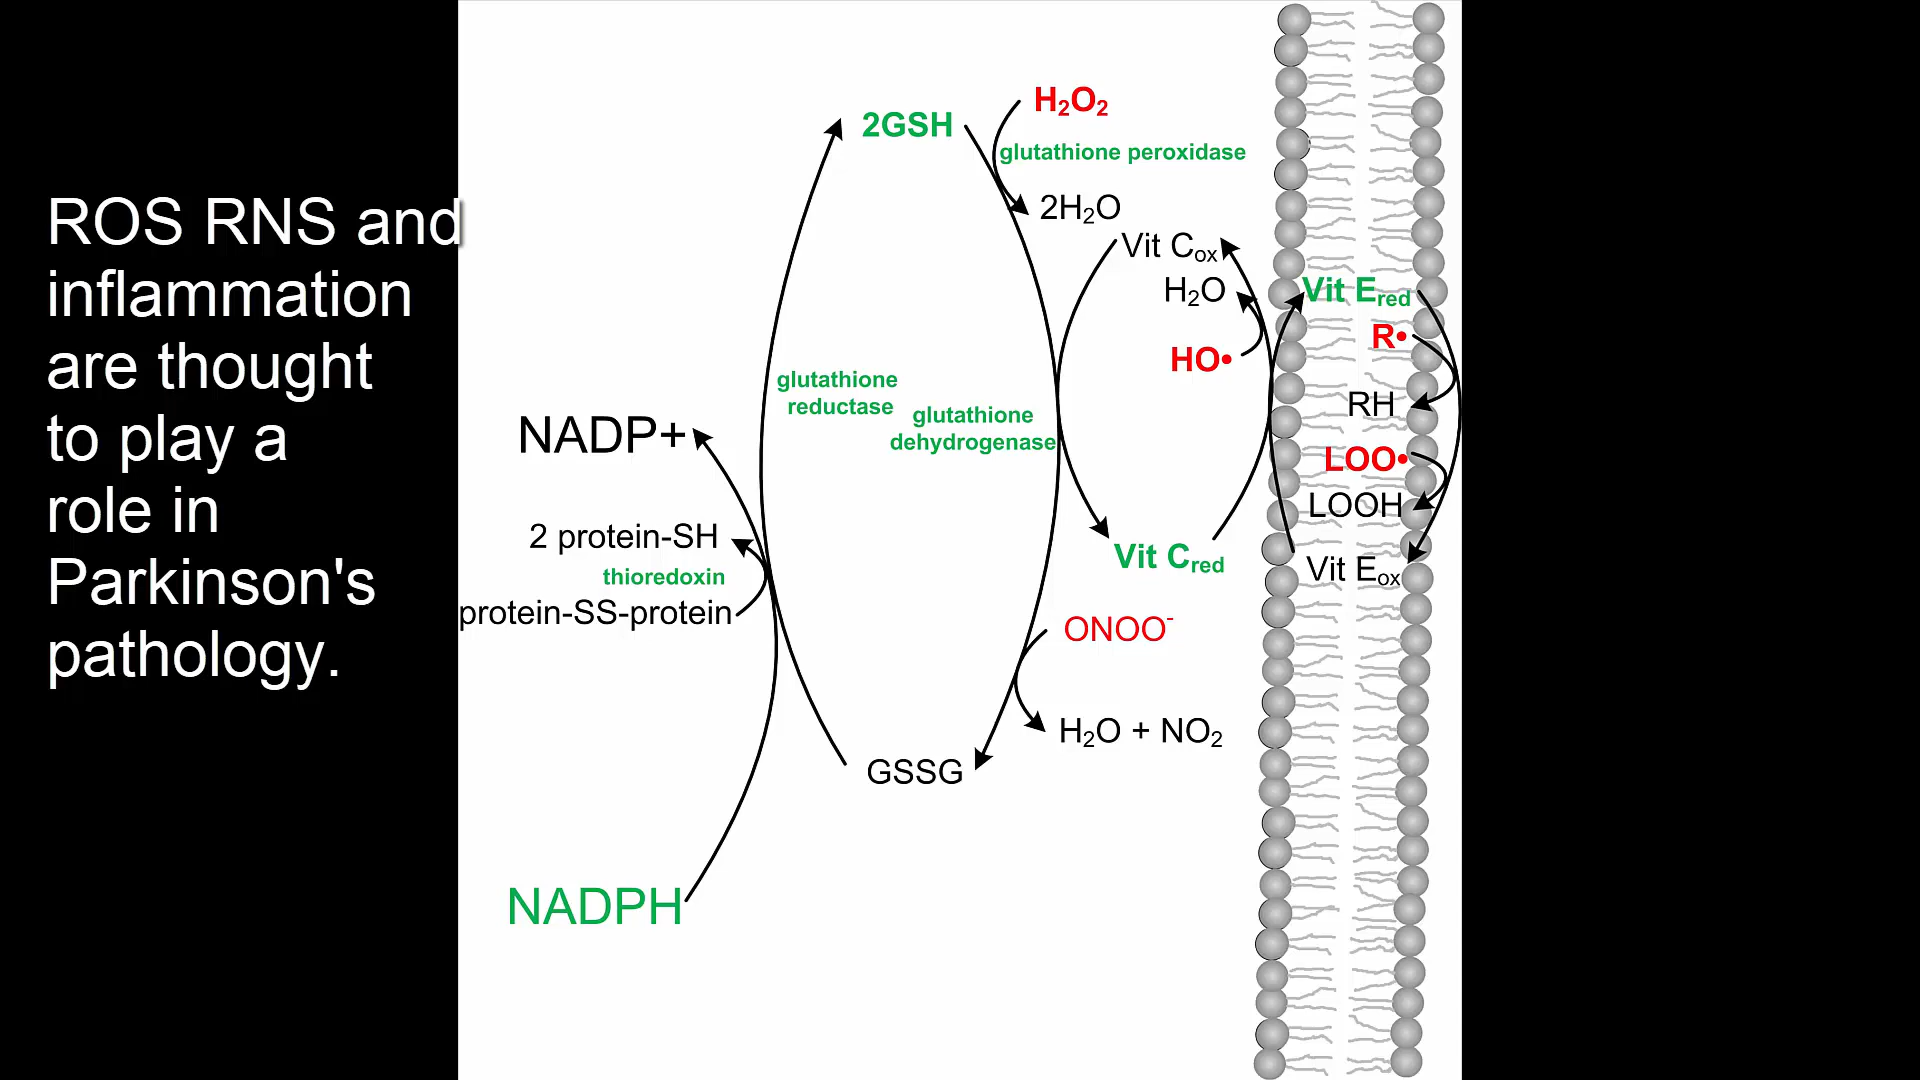 ROS RNS and
inflammation
are thought
to play a
role in
Parkinson's
pathology.
2GSH
H₂O₂
glutathione peroxidase
2H₂O
Vit Cₒₓ
H₂O
HO•
Vit E_red
R•
RH
LOO•
LOOH
Vit Eₒₓ
glutathione
reductase
glutathione
dehydrogenase
NADP+
2 protein-SH
thioredoxin
protein-SS-protein
Vit C_red
ONOO⁻
H₂O + NO₂
GSSG
NADPH